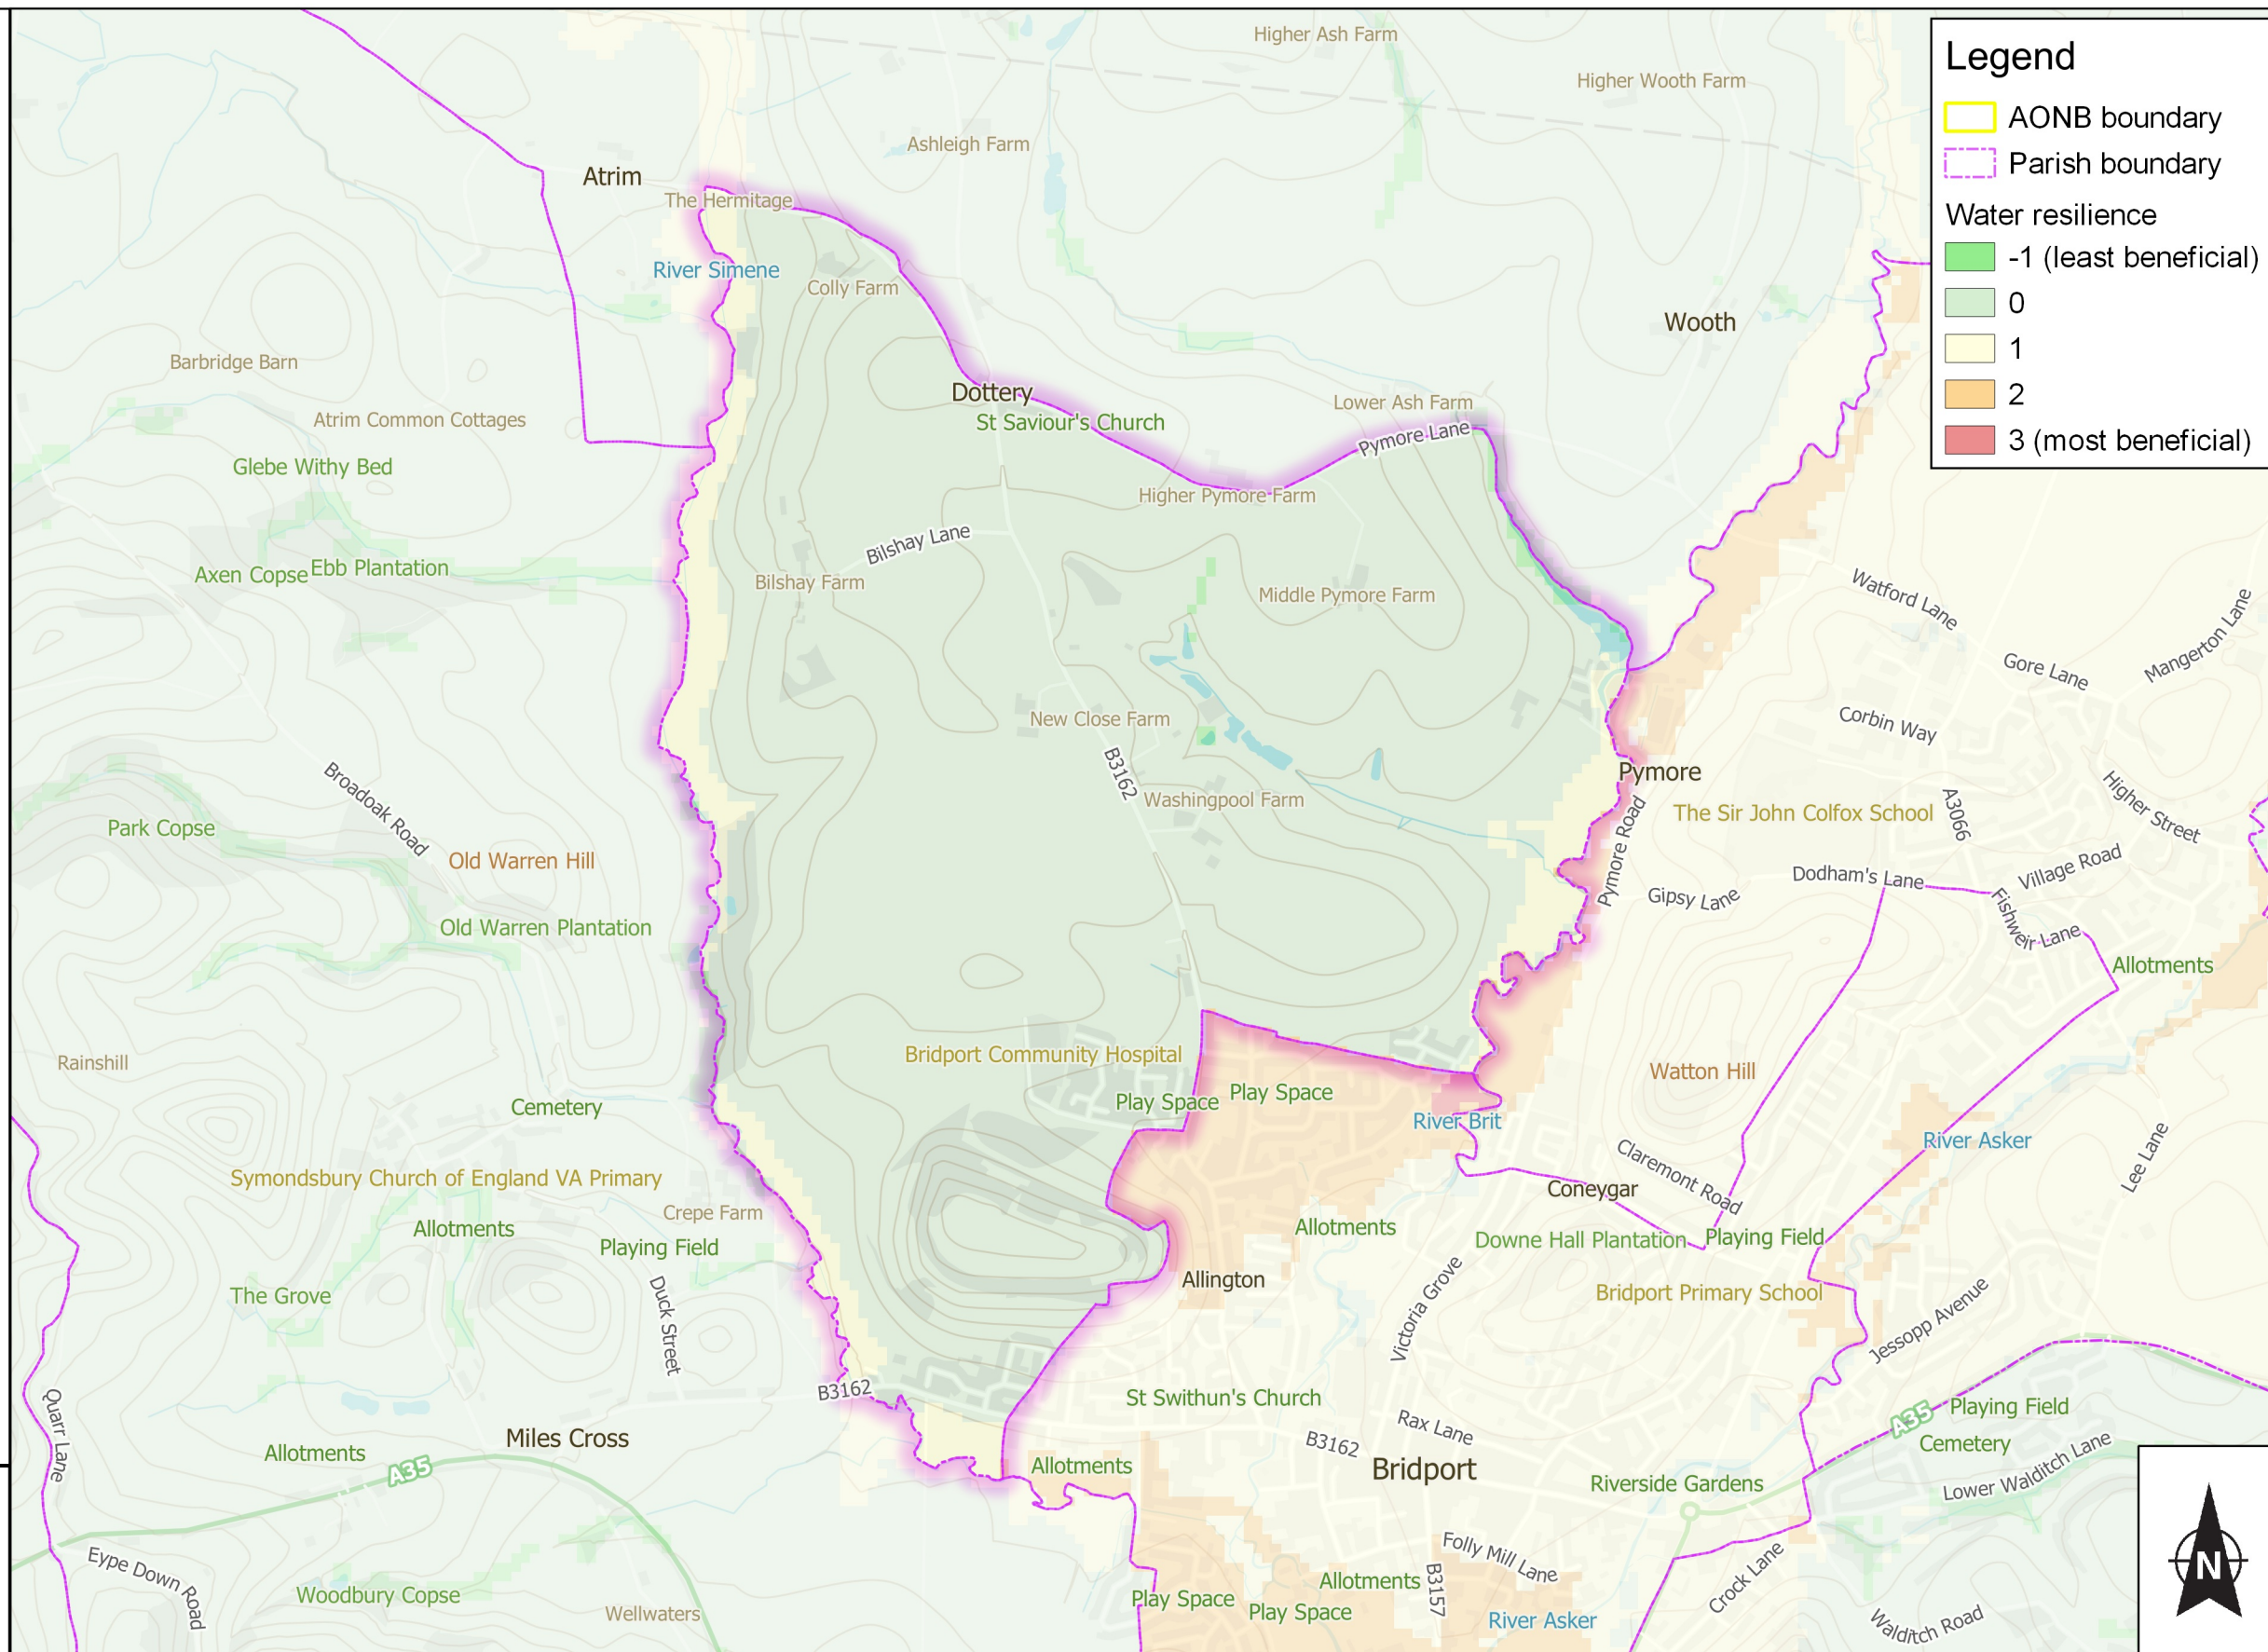 Higher Ash Farm
Higher Wooth Farm
Ashleigh Farm
Atrim
The Hermitage
River Simene
Colly Farm
Wooth
Barbridge Barn
Atrim Common Cottages
Dottery
St Saviour's Church
Lower Ash Farm
Pymore Lane
Glebe Withy Bed
Higher Pymore Farm
Bilshay Lane
Axen Copse
Ebb Plantation
Bilshay Farm
Middle Pymore Farm
Watford Lane
Gore Lane
Mangerton Lane
New Close Farm
Corbin Way
B3162
Pymore
Washingpool Farm
Broadoak Road
Park Copse
Old Warren Hill
The Sir John Colfox School
A3066
Higher Street
Pymore Road
Gipsy Lane
Dodham's Lane
Village Road
Fishweir Lane
Old Warren Plantation
Allotments
Rainshill
Bridport Community Hospital
Watton Hill
Cemetery
Play Space
Play Space
River Brit
River Asker
Lee Lane
Symondsbury Church of England VA Primary
Claremont Road
Coneygar
Crepe Farm
Allotments
Playing Field
Allotments
Downe Hall Plantation
Playing Field
The Grove
Duck Street
Allington
Victoria Grove
Bridport Primary School
Jessopp Avenue
B3162
St Swithun's Church
Quarr Lane
Miles Cross
Rax Lane
B3162
A35
Playing Field
Cemetery
Allotments
A35
Allotments
Bridport
Riverside Gardens
Lower Walditch Lane
Eype Down Road
Folly Mill Lane
B3157
Crock Lane
Woodbury Copse
Wellwaters
Play Space
Allotments
Play Space
River Asker
Walditch Road
Legend
AONB boundary
Parish boundary
Water resilience
-1 (least beneficial)
0
1
2
3 (most beneficial)
N